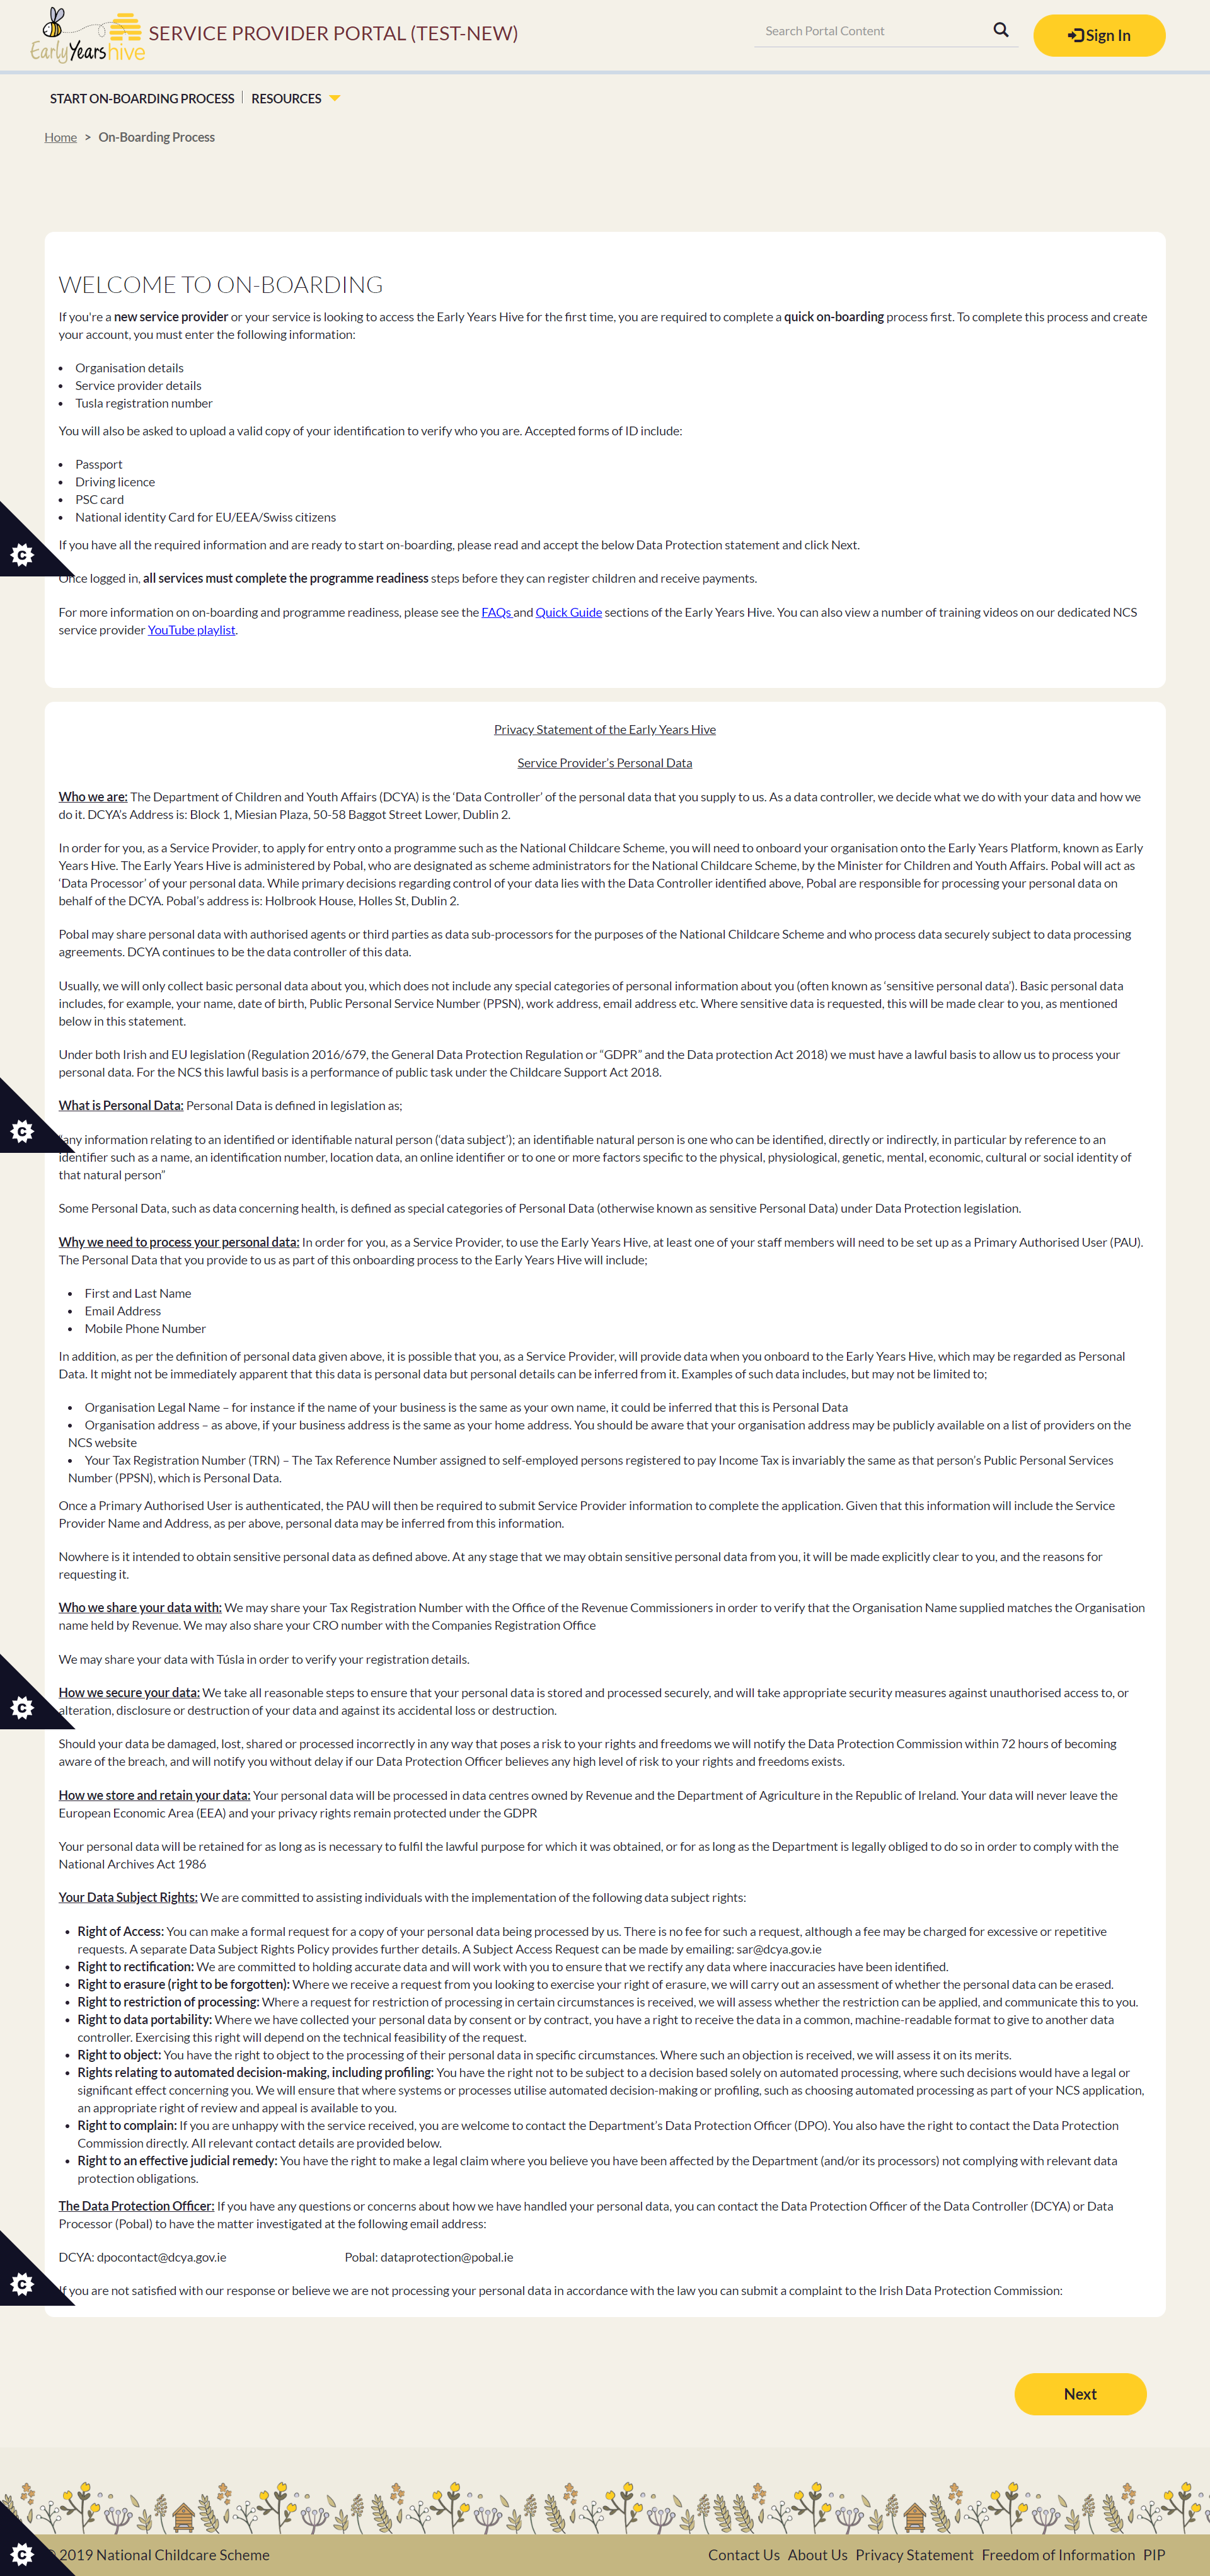 EarlyYearshive
SERVICE PROVIDER PORTAL (TEST-NEW)
Search Portal Content
Sign In
START ON-BOARDING PROCESS
RESOURCES
Home > On-Boarding Process
WELCOME TO ON-BOARDING
If you're a new service provider or your service is looking to access the Early Years Hive for the first time, you are required to complete a quick on-boarding process first. To complete this process and create
your account, you must enter the following information:
• Organisation details
• Service provider details
• Tusla registration number
You will also be asked to upload a valid copy of your identification to verify who you are. Accepted forms of ID include:
• Passport
• Driving licence
• PSC card
• National identity Card for EU/EEA/Swiss citizens
If you have all the required information and are ready to start on-boarding, please read and accept the below Data Protection statement and click Next.
Once logged in, all services must complete the programme readiness steps before they can register children and receive payments.
For more information on on-boarding and programme readiness, please see the FAQs and Quick Guide sections of the Early Years Hive. You can also view a number of training videos on our dedicated NCS
service provider YouTube playlist.
Privacy Statement of the Early Years Hive
Service Provider's Personal Data
Who we are: The Department of Children and Youth Affairs (DCYA) is the 'Data Controller' of the personal data that you supply to us. As a data controller, we decide what we do with your data and how we
do it. DCYA's Address is: Block 1, Miesian Plaza, 50-58 Baggot Street Lower, Dublin 2.
In order for you, as a Service Provider, to apply for entry onto a programme such as the National Childcare Scheme, you will need to onboard your organisation onto the Early Years Platform, known as Early
Years Hive. The Early Years Hive is administered by Pobal, who are designated as scheme administrators for the National Childcare Scheme, by the Minister for Children and Youth Affairs. Pobal will act as
'Data Processor' of your personal data. While primary decisions regarding control of your data lies with the Data Controller identified above, Pobal are responsible for processing your personal data on
behalf of the DCYA. Pobal's address is: Holbrook House, Holles St, Dublin 2.
Pobal may share personal data with authorised agents or third parties as data sub-processors for the purposes of the National Childcare Scheme and who process data securely subject to data processing
agreements. DCYA continues to be the data controller of this data.
Usually, we will only collect basic personal data about you, which does not include any special categories of personal information about you (often known as 'sensitive personal data'). Basic personal data
includes, for example, your name, date of birth, Public Personal Service Number (PPSN), work address, email address etc. Where sensitive data is requested, this will be made clear to you, as mentioned
below in this statement.
Under both Irish and EU legislation (Regulation 2016/679, the General Data Protection Regulation or "GDPR" and the Data protection Act 2018) we must have a lawful basis to allow us to process your
personal data. For the NCS this lawful basis is a performance of public task under the Childcare Support Act 2018.
What is Personal Data: Personal Data is defined in legislation as;
"any information relating to an identified or identifiable natural person ('data subject'); an identifiable natural person is one who can be identified, directly or indirectly, in particular by reference to an
identifier such as a name, an identification number, location data, an online identifier or to one or more factors specific to the physical, physiological, genetic, mental, economic, cultural or social identity of
that natural person"
Some Personal Data, such as data concerning health, is defined as special categories of Personal Data (otherwise known as sensitive Personal Data) under Data Protection legislation.
Why we need to process your personal data: In order for you, as a Service Provider, to use the Early Years Hive, at least one of your staff members will need to be set up as a Primary Authorised User (PAU).
The Personal Data that you provide to us as part of this onboarding process to the Early Years Hive will include;
• First and Last Name
• Email Address
• Mobile Phone Number
In addition, as per the definition of personal data given above, it is possible that you, as a Service Provider, will provide data when you onboard to the Early Years Hive, which may be regarded as Personal
Data. It might not be immediately apparent that this data is personal data but personal details can be inferred from it. Examples of such data includes, but may not be limited to;
• Organisation Legal Name – for instance if the name of your business is the same as your own name, it could be inferred that this is Personal Data
• Organisation address – as above, if your business address is the same as your home address. You should be aware that your organisation address may be publicly available on a list of providers on the
NCS website
• Your Tax Registration Number (TRN) – The Tax Reference Number assigned to self-employed persons registered to pay Income Tax is invariably the same as that person's Public Personal Services
Number (PPSN), which is Personal Data.
Once a Primary Authorised User is authenticated, the PAU will then be required to submit Service Provider information to complete the application. Given that this information will include the Service
Provider Name and Address, as per above, personal data may be inferred from this information.
Nowhere is it intended to obtain sensitive personal data as defined above. At any stage that we may obtain sensitive personal data from you, it will be made explicitly clear to you, and the reasons for
requesting it.
Who we share your data with: We may share your Tax Registration Number with the Office of the Revenue Commissioners in order to verify that the Organisation Name supplied matches the Organisation
name held by Revenue. We may also share your CRO number with the Companies Registration Office
We may share your data with Túsla in order to verify your registration details.
How we secure your data: We take all reasonable steps to ensure that your personal data is stored and processed securely, and will take appropriate security measures against unauthorised access to, or
alteration, disclosure or destruction of your data and against its accidental loss or destruction.
Should your data be damaged, lost, shared or processed incorrectly in any way that poses a risk to your rights and freedoms we will notify the Data Protection Commission within 72 hours of becoming
aware of the breach, and will notify you without delay if our Data Protection Officer believes any high level of risk to your rights and freedoms exists.
How we store and retain your data: Your personal data will be processed in data centres owned by Revenue and the Department of Agriculture in the Republic of Ireland. Your data will never leave the
European Economic Area (EEA) and your privacy rights remain protected under the GDPR
Your personal data will be retained for as long as is necessary to fulfil the lawful purpose for which it was obtained, or for as long as the Department is legally obliged to do so in order to comply with the
National Archives Act 1986
Your Data Subject Rights: We are committed to assisting individuals with the implementation of the following data subject rights:
• Right of Access: You can make a formal request for a copy of your personal data being processed by us. There is no fee for such a request, although a fee may be charged for excessive or repetitive
requests. A separate Data Subject Rights Policy provides further details. A Subject Access Request can be made by emailing: sar@dcya.gov.ie
• Right to rectification: We are committed to holding accurate data and will work with you to ensure that we rectify any data where inaccuracies have been identified.
• Right to erasure (right to be forgotten): Where we receive a request from you looking to exercise your right of erasure, we will carry out an assessment of whether the personal data can be erased.
• Right to restriction of processing: Where a request for restriction of processing in certain circumstances is received, we will assess whether the restriction can be applied, and communicate this to you.
• Right to data portability: Where we have collected your personal data by consent or by contract, you have a right to receive the data in a common, machine-readable format to give to another data
controller. Exercising this right will depend on the technical feasibility of the request.
• Right to object: You have the right to object to the processing of their personal data in specific circumstances. Where such an objection is received, we will assess it on its merits.
• Rights relating to automated decision-making, including profiling: You have the right not to be subject to a decision based solely on automated processing, where such decisions would have a legal or
significant effect concerning you. We will ensure that where systems or processes utilise automated decision-making or profiling, such as choosing automated processing as part of your NCS application,
an appropriate right of review and appeal is available to you.
• Right to complain: If you are unhappy with the service received, you are welcome to contact the Department's Data Protection Officer (DPO). You also have the right to contact the Data Protection
Commission directly. All relevant contact details are provided below.
• Right to an effective judicial remedy: You have the right to make a legal claim where you believe you have been affected by the Department (and/or its processors) not complying with relevant data
protection obligations.
The Data Protection Officer: If you have any questions or concerns about how we have handled your personal data, you can contact the Data Protection Officer of the Data Controller (DCYA) or Data
Processor (Pobal) to have the matter investigated at the following email address:
DCYA: dpocontact@dcya.gov.ie Pobal: dataprotection@pobal.ie
If you are not satisfied with our response or believe we are not processing your personal data in accordance with the law you can submit a complaint to the Irish Data Protection Commission:
Next
© 2019 National Childcare Scheme
Contact Us About Us Privacy Statement Freedom of Information PIP